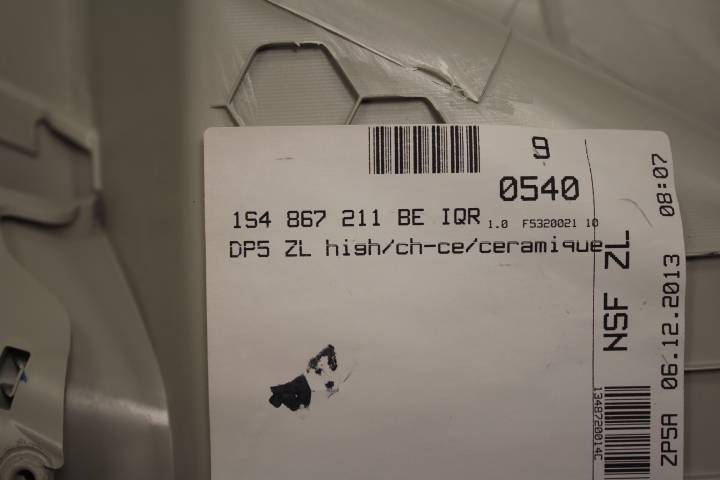 9
0540
1S4 867 211 BE IQR 1.0 F5320021 10
DP5 ZL high/ch-ce/ceramique
NSF ZL
1348720014C
ZP5A 06.12.2013 08:07